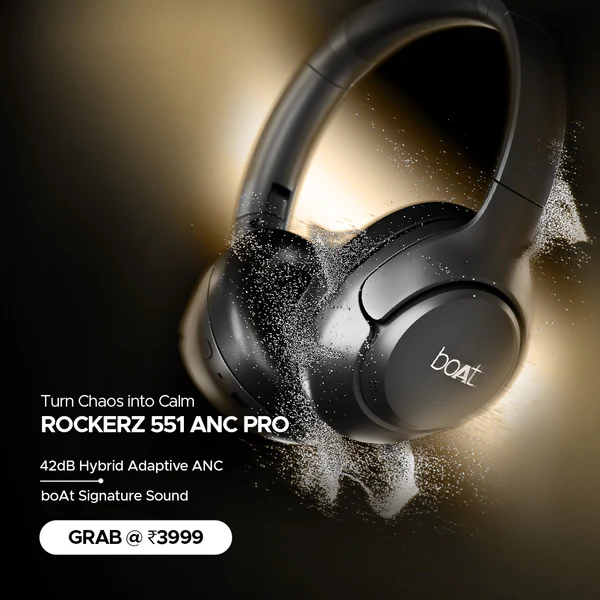 boAt
Turn Chaos into Calm
ROCKERZ 551 ANC PRO
42dB Hybrid Adaptive ANC
boAt Signature Sound
GRAB @ ₹3999